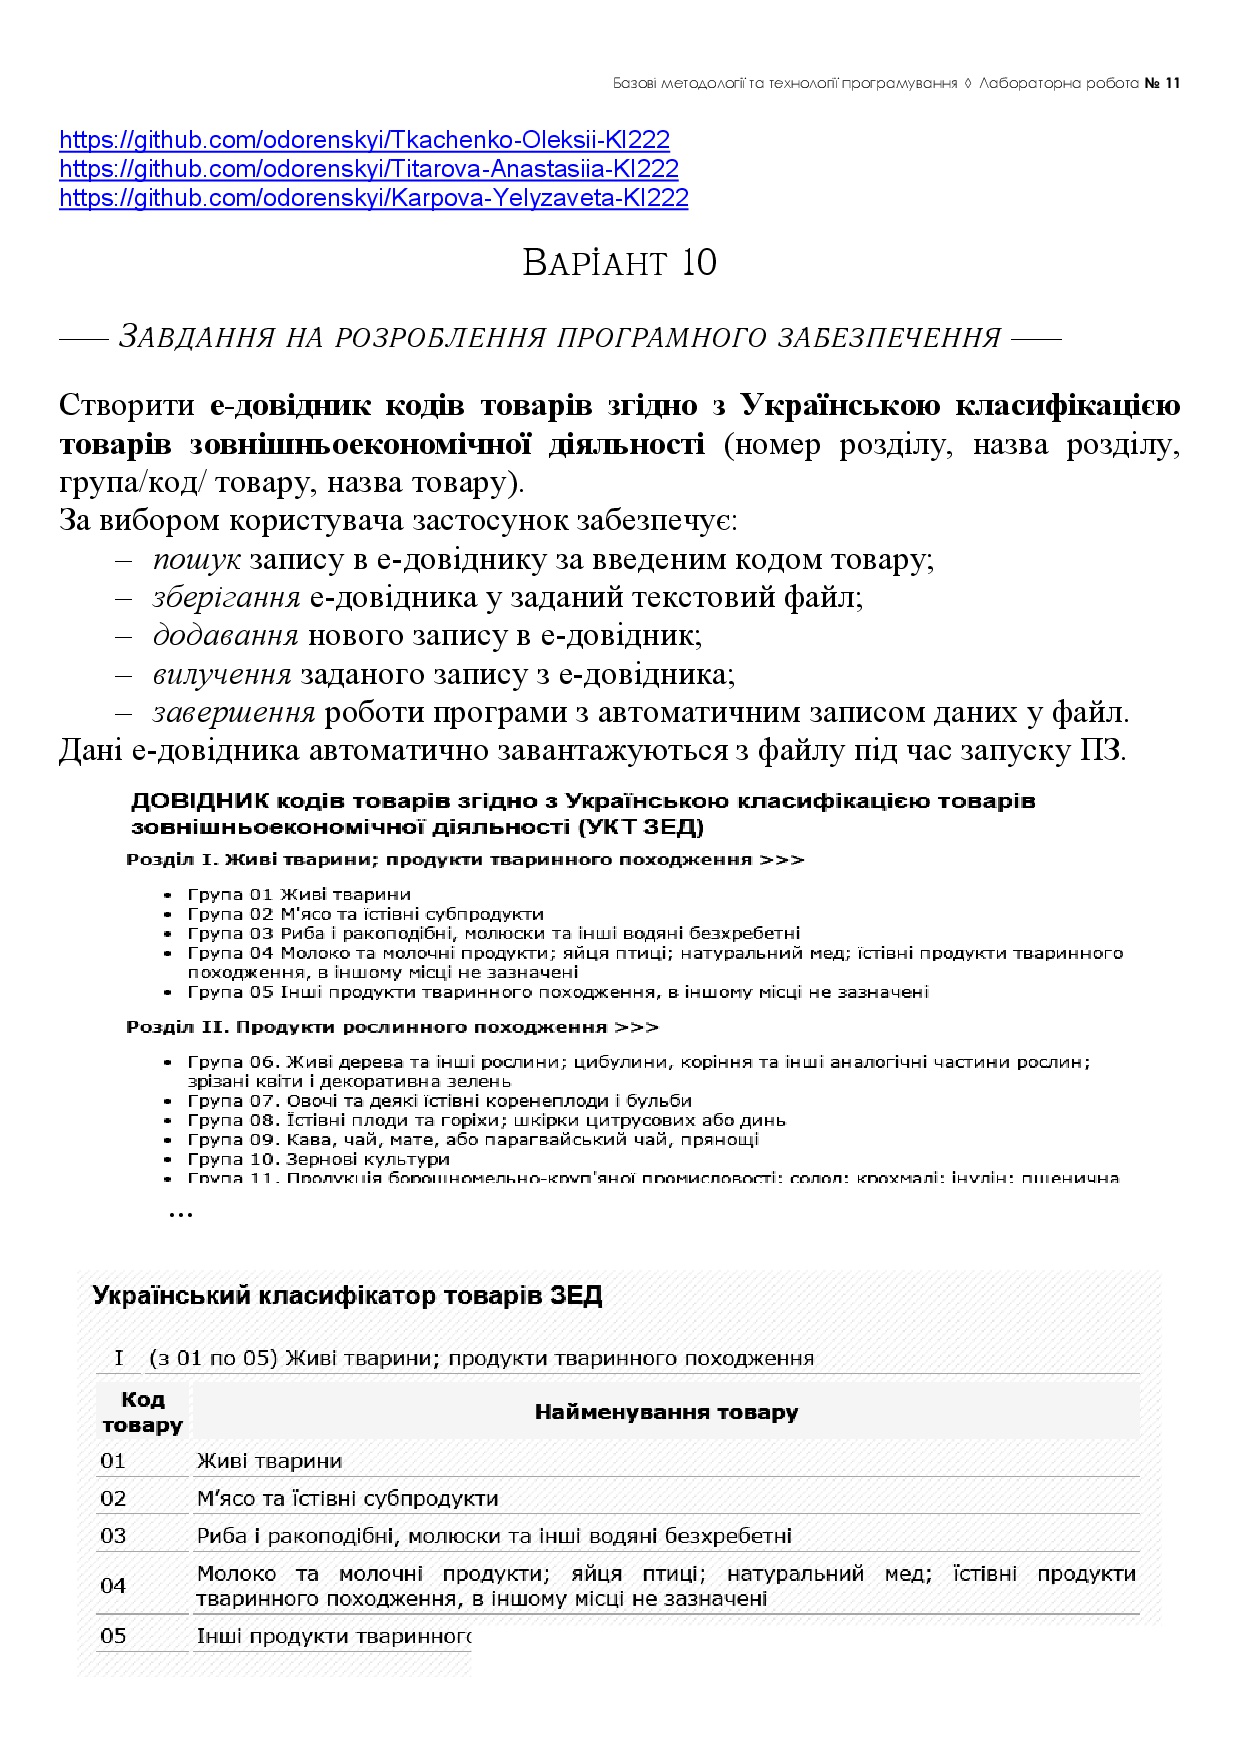 Базові методології та технології програмування ◊ Лабораторна робота № 11
https://github.com/odorenskyi/Tkachenko-Oleksii-KI222
https://github.com/odorenskyi/Titarova-Anastasiia-KI222
https://github.com/odorenskyi/Karpova-Yelyzaveta-KI222
Варіант 10
—— Завдання на розроблення програмного забезпечення ——
Створити е-довідник кодів товарів згідно з Українською класифікацією
товарів зовнішньоекономічної діяльності (номер розділу, назва розділу,
група/код/ товару, назва товару).
За вибором користувача застосунок забезпечує:
– пошук запису в е-довіднику за введеним кодом товару;
– зберігання е-довідника у заданий текстовий файл;
– додавання нового запису в е-довідник;
– вилучення заданого запису з е-довідника;
– завершення роботи програми з автоматичним записом даних у файл.
Дані е-довідника автоматично завантажуються з файлу під час запуску ПЗ.
ДОВІДНИК кодів товарів згідно з Українською класифікацією товарів
зовнішньоекономічної діяльності (УКТ ЗЕД)
Розділ I. Живі тварини; продукти тваринного походження >>>
• Група 01 Живі тварини
• Група 02 М'ясо та їстівні субпродукти
• Група 03 Риба і ракоподібні, молюски та інші водяні безхребетні
• Група 04 Молоко та молочні продукти; яйця птиці; натуральний мед; їстівні продукти тваринного
походження, в іншому місці не зазначені
• Група 05 Інші продукти тваринного походження, в іншому місці не зазначені
Розділ II. Продукти рослинного походження >>>
• Група 06. Живі дерева та інші рослини; цибулини, коріння та інші аналогічні частини рослин;
зрізані квіти і декоративна зелень
• Група 07. Овочі та деякі їстівні коренеплоди і бульби
• Група 08. Їстівні плоди та горіхи; шкірки цитрусових або динь
• Група 09. Кава, чай, мате, або парагвайський чай, прянощі
• Група 10. Зернові культури
• Група 11. Продукція борошномельно-круп'яної промисловості; солод; крохмалі; інулін; пшенична
…
Український класифікатор товарів ЗЕД
I (з 01 по 05) Живі тварини; продукти тваринного походження
Код
товару
Найменування товару
01 Живі тварини
02 М’ясо та їстівні субпродукти
03 Риба і ракоподібні, молюски та інші водяні безхребетні
04 Молоко та молочні продукти; яйця птиці; натуральний мед; їстівні продукти
тваринного походження, в іншому місці не зазначені
05 Інші продукти тваринного